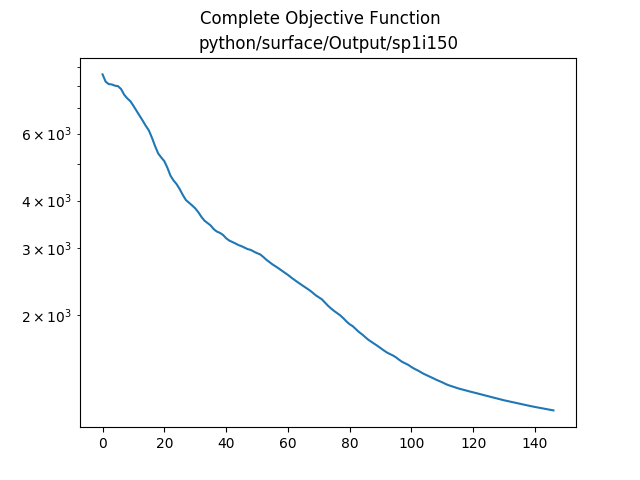 Complete Objective Function
python/surface/Output/sp1i150
6 × 10³
4 × 10³
3 × 10³
2 × 10³
0 20 40 60 80 100 120 140